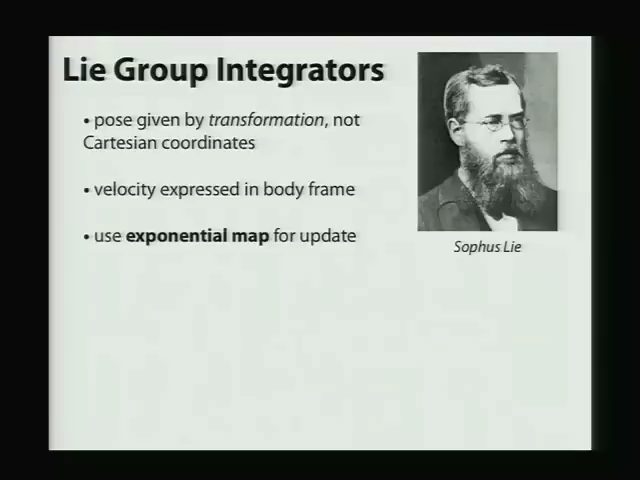 Lie Group Integrators
• pose given by transformation, not
Cartesian coordinates
• velocity expressed in body frame
• use exponential map for update
Sophus Lie